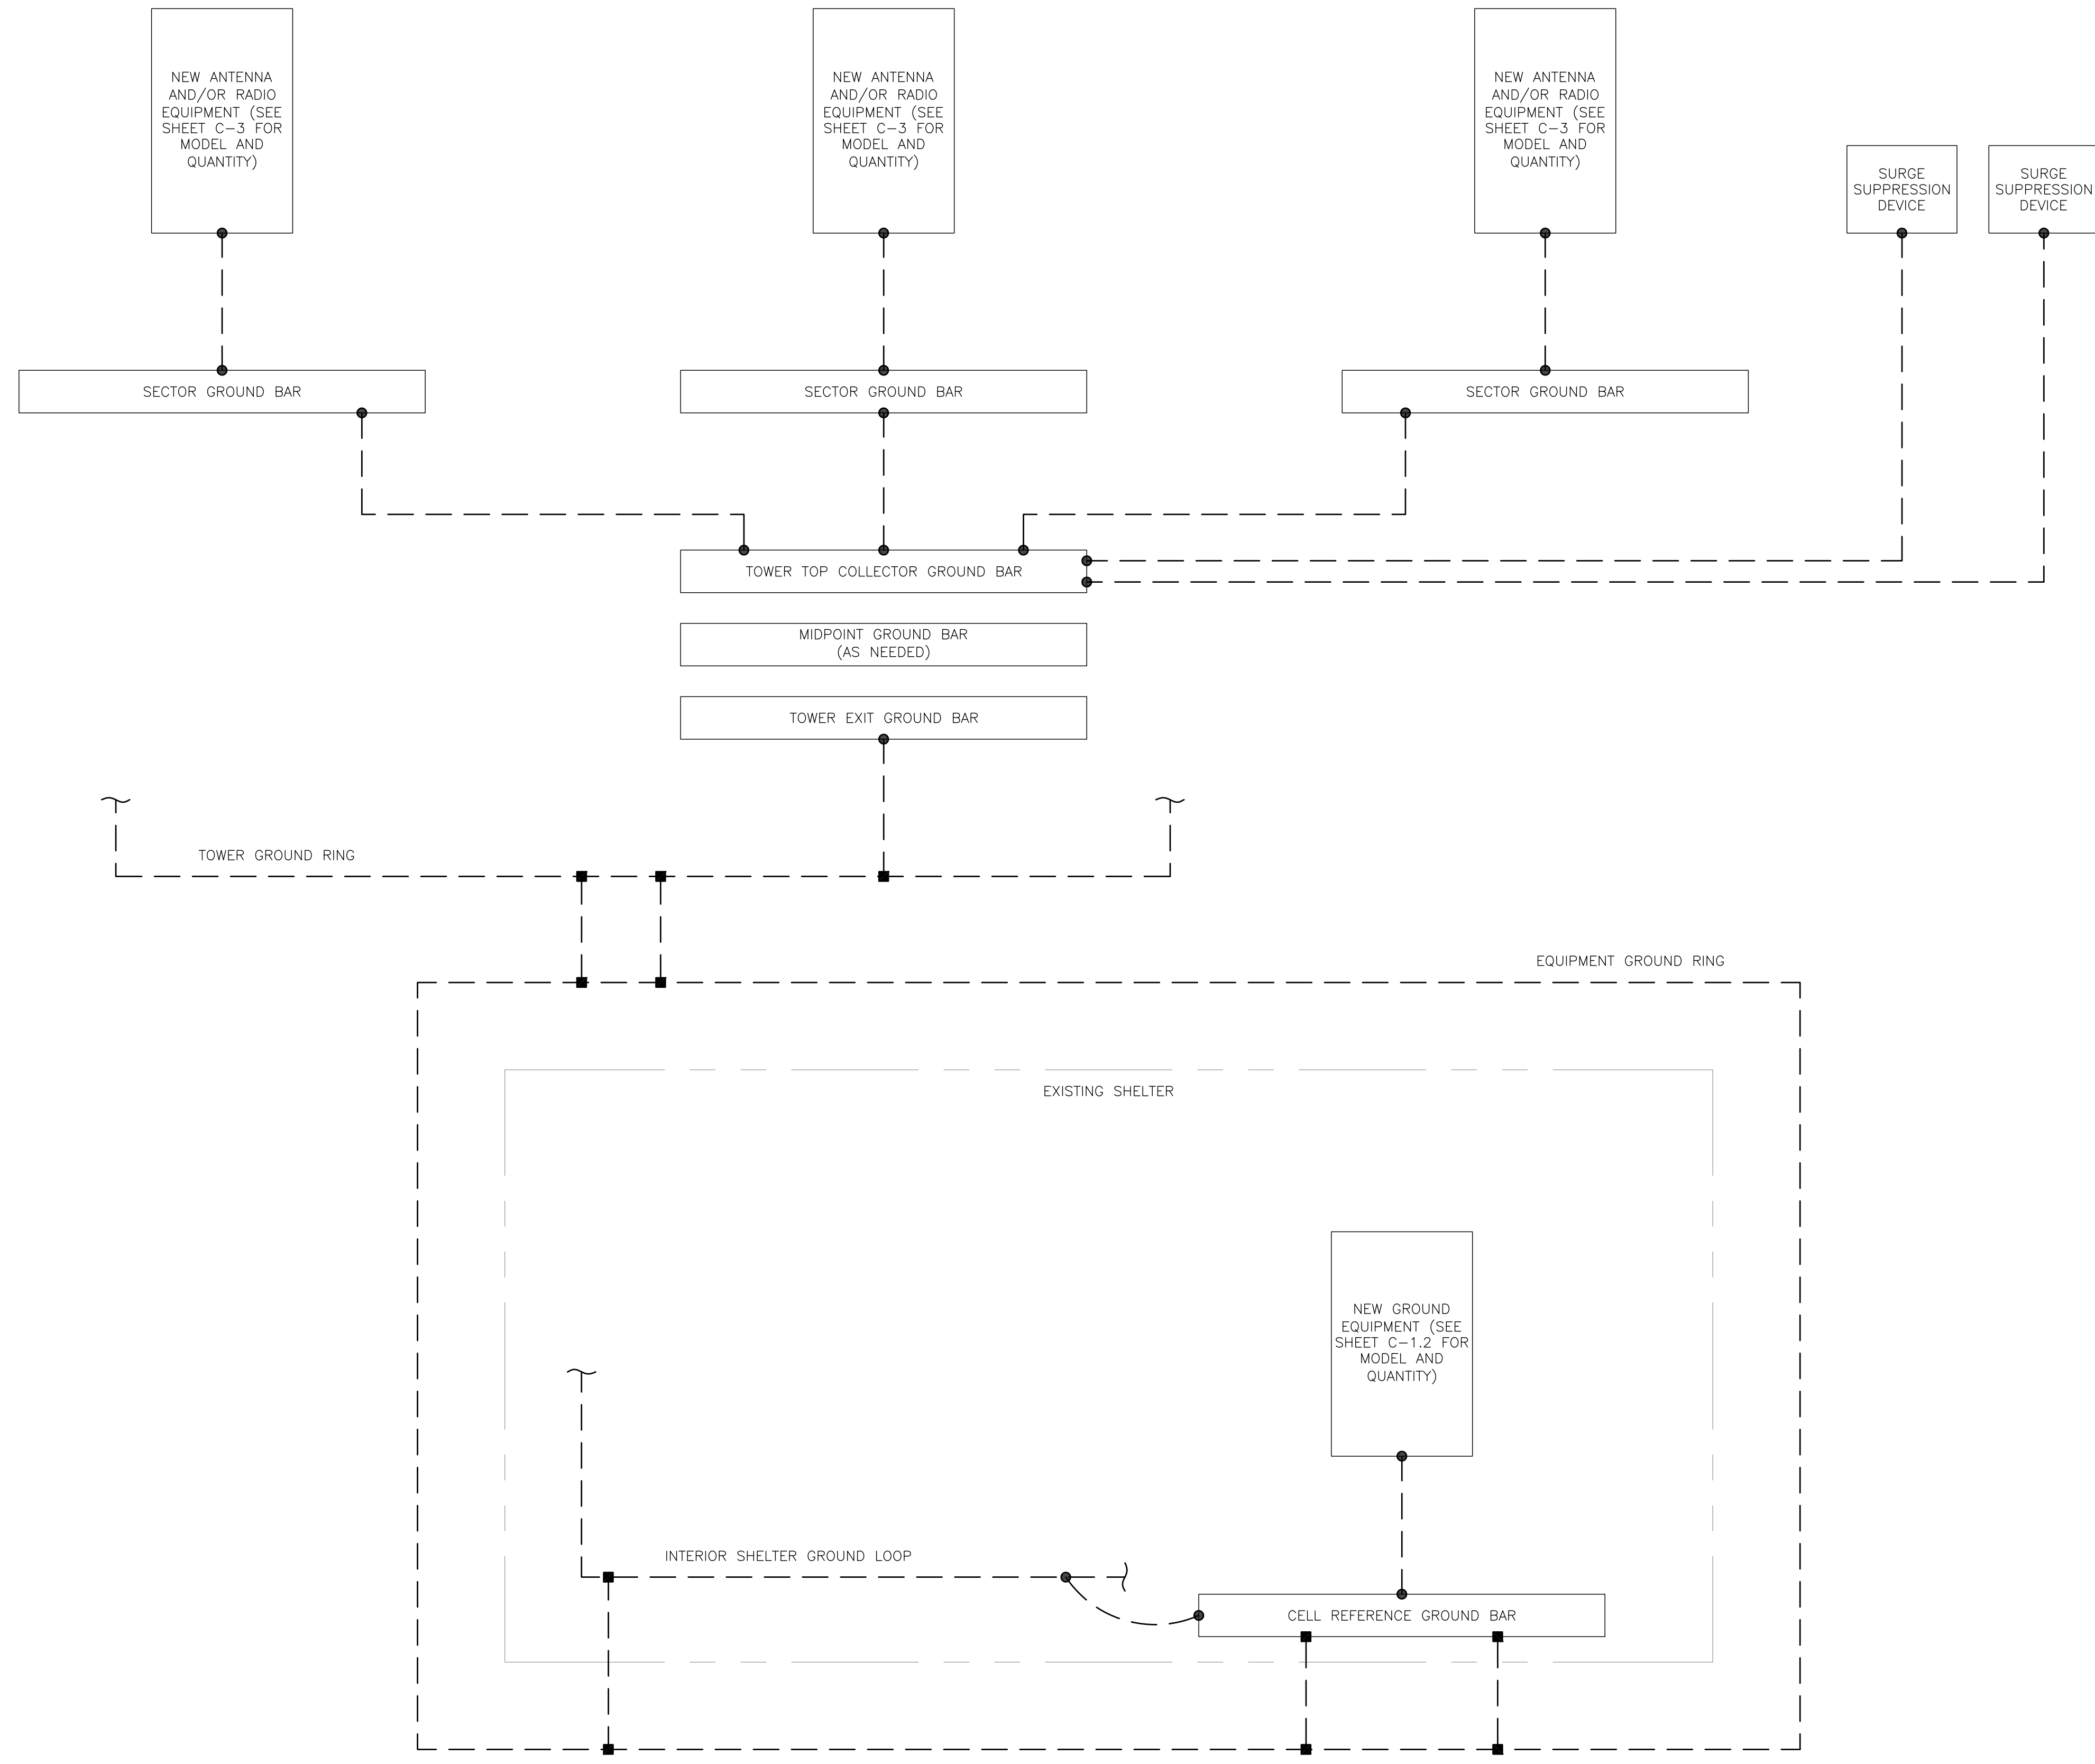 NEW ANTENNA
AND/OR RADIO
EQUIPMENT (SEE
SHEET C-3 FOR
MODEL AND
QUANTITY)
NEW ANTENNA
AND/OR RADIO
EQUIPMENT (SEE
SHEET C-3 FOR
MODEL AND
QUANTITY)
NEW ANTENNA
AND/OR RADIO
EQUIPMENT (SEE
SHEET C-3 FOR
MODEL AND
QUANTITY)
SURGE
SUPPRESSION
DEVICE
SURGE
SUPPRESSION
DEVICE
SECTOR GROUND BAR
SECTOR GROUND BAR
SECTOR GROUND BAR
TOWER TOP COLLECTOR GROUND BAR
MIDPOINT GROUND BAR
(AS NEEDED)
TOWER EXIT GROUND BAR
TOWER GROUND RING
EQUIPMENT GROUND RING
EXISTING SHELTER
NEW GROUND
EQUIPMENT (SEE
SHEET C-1.2 FOR
MODEL AND
QUANTITY)
INTERIOR SHELTER GROUND LOOP
CELL REFERENCE GROUND BAR